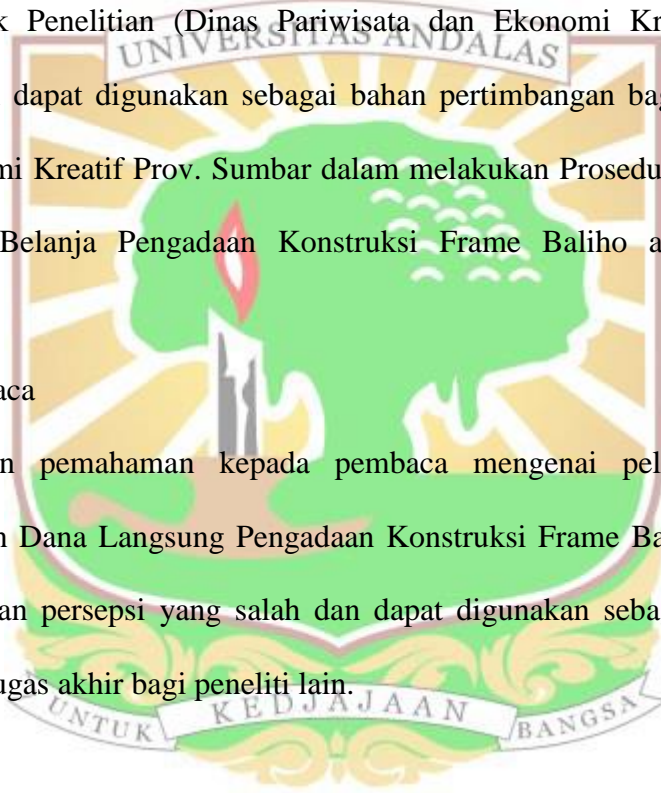 k Penelitian (Dinas Pariwisata dan Ekonomi Kr
UNIVERSITAS ANDALAS
dapat digunakan sebagai bahan pertimbangan bag
mi Kreatif Prov. Sumbar dalam melakukan Prosedu
Belanja Pengadaan Konstruksi Frame Baliho a
aca
n pemahaman kepada pembaca mengenai pel
n Dana Langsung Pengadaan Konstruksi Frame Ba
an persepsi yang salah dan dapat digunakan seba
ugas akhir bagi peneliti lain.
UNTUK KEDJAJAAN BANGSA